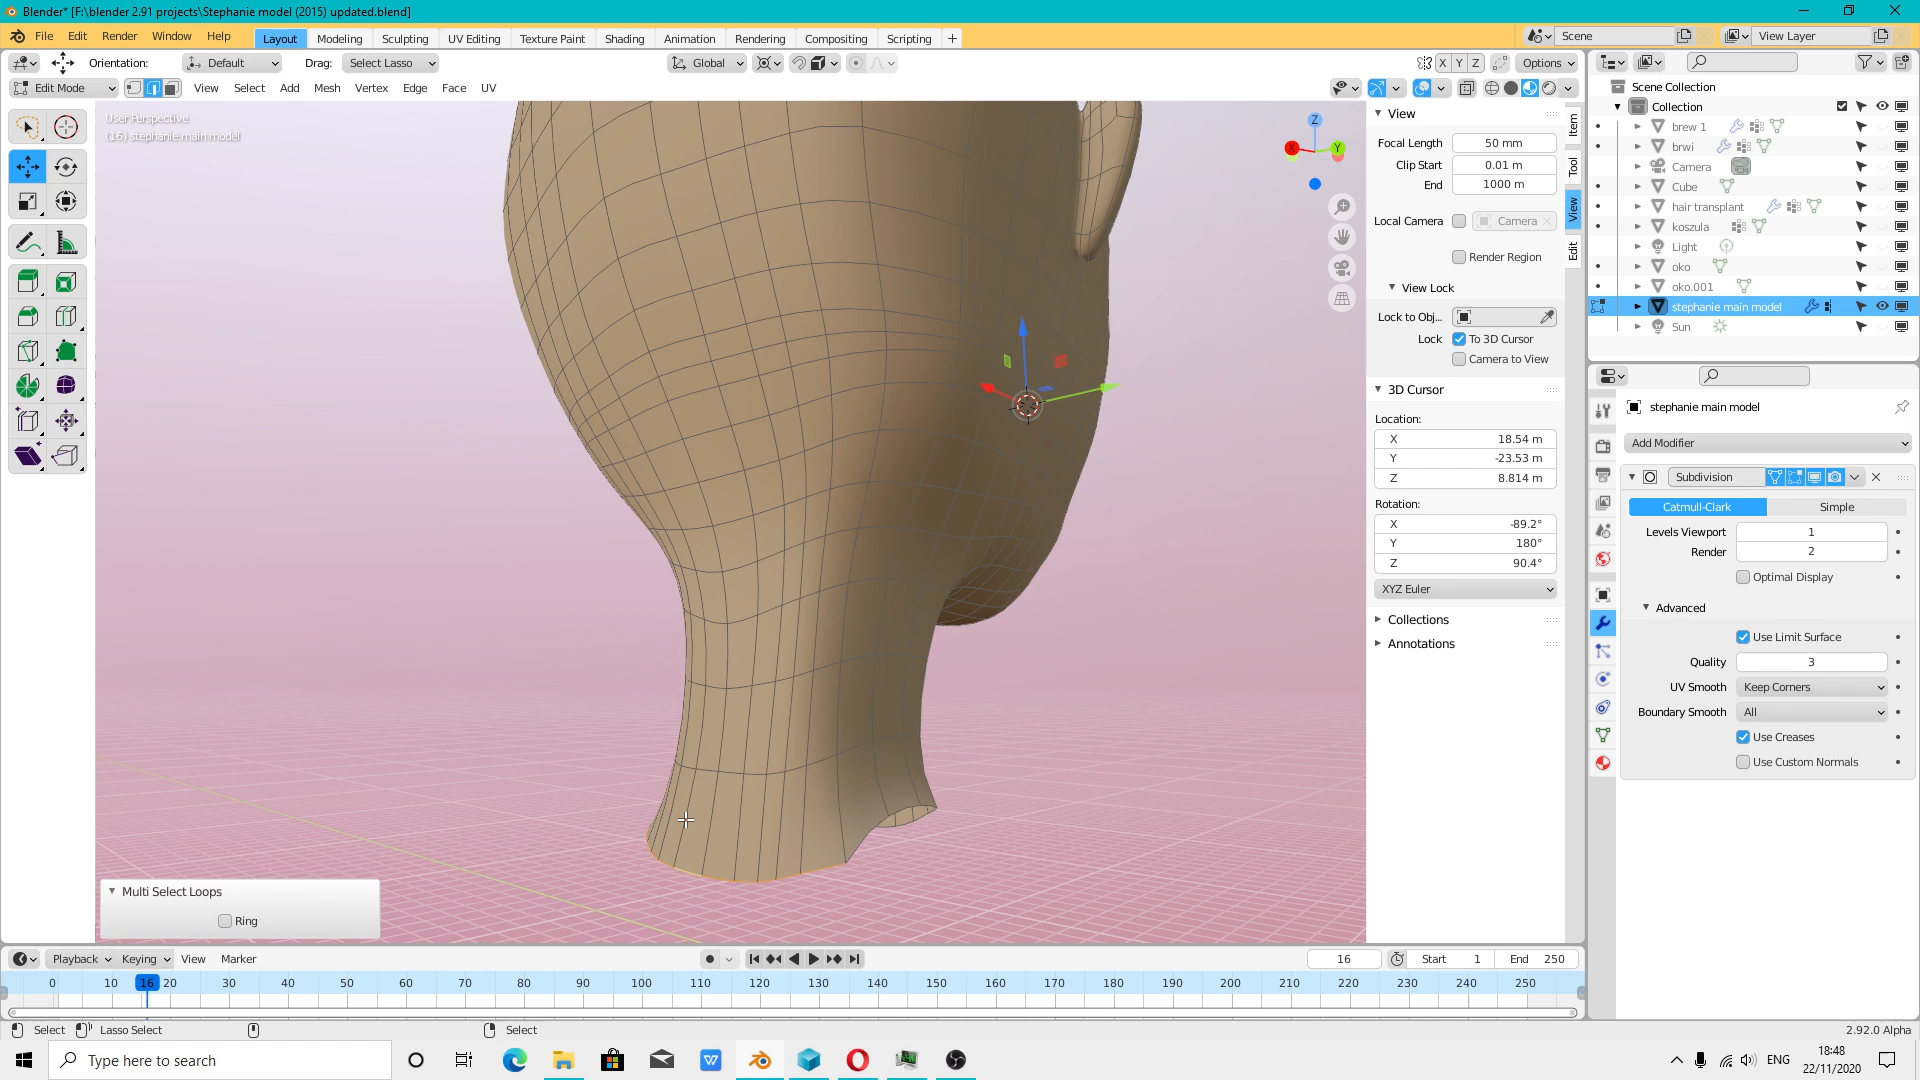 Blender* [F:\blender 2.91 projects\Stephanie model (2015) updated.blend]
File Edit Render Window Help Layout Modeling Sculpting UV Editing Texture Paint Shading Animation Rendering Compositing Scripting + Scene View Layer
Orientation: Default Drag: Select Lasso Global X Y Z Options
Edit Mode View Select Add Mesh Vertex Edge Face UV
User Perspective
(16) stephanie main model
Z
X
Y
View
Focal Length 50 mm
Clip Start 0.01 m
End 1000 m
Local Camera Camera
Render Region
View Lock
Lock to Obj...
Lock To 3D Cursor
Camera to View
3D Cursor
Location:
X 18.54 m
Y -23.53 m
Z 8.814 m
Rotation:
X -89.2°
Y 180°
Z 90.4°
XYZ Euler
Collections
Annotations
Item
Tool
View
Edit
Scene Collection
Collection
brew 1
brwi
Camera
Cube
hair transplant
koszula
Light
oko
oko.001
stephanie main model
Sun
stephanie main model
Add Modifier
Subdivision
Catmull-Clark Simple
Levels Viewport 1
Render 2
Optimal Display
Advanced
Use Limit Surface
Quality 3
UV Smooth Keep Corners
Boundary Smooth All
Use Creases
Use Custom Normals
Multi Select Loops
Ring
Playback Keying View Marker 16 Start 1 End 250
0 10 16 20 30 40 50 60 70 80 90 100 110 120 130 140 150 160 170 180 190 200 210 220 230 240 250
Select Lasso Select Select 2.92.0 Alpha
Type here to search ENG 18:48
22/11/2020